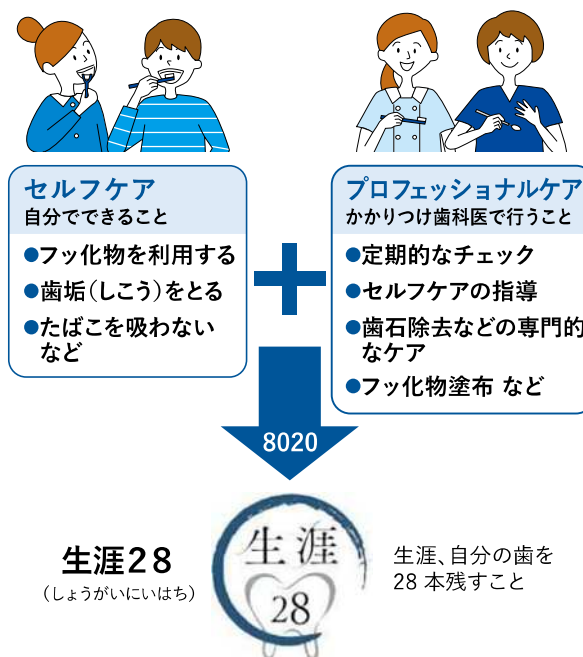 セルフケア
自分でできること
●フッ化物を利用する
●歯垢（しこう）をとる
●たばこを吸わない
など
プロフェッショナルケア
かかりつけ歯科医で行うこと
●定期的なチェック
●セルフケアの指導
●歯石除去などの専門的
なケア
●フッ化物塗布 など
8020
生涯28
（しょうがいにいはち）
生涯
28
生涯、自分の歯を
28 本残すこと